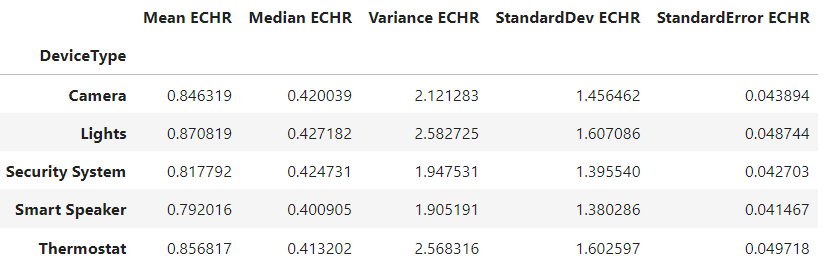 Mean ECHR Median ECHR Variance ECHR StandardDev ECHR StandardError ECHR
DeviceType
Camera 0.846319 0.420039 2.121283 1.456462 0.043894
Lights 0.870819 0.427182 2.582725 1.607086 0.048744
Security System 0.817792 0.424731 1.947531 1.395540 0.042703
Smart Speaker 0.792016 0.400905 1.905191 1.380286 0.041467
Thermostat 0.856817 0.413202 2.568316 1.602597 0.049718